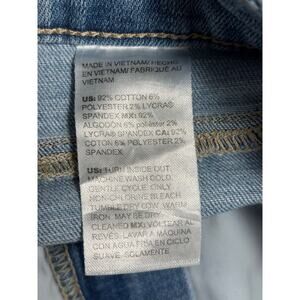 MADE IN VIETNAM/ HECHO
EN VIETNAM/ FABRIQUÉ AU
VIETNAM
US: 92% COTTON 6%
POLYESTER 2% LYCRA®
SPANDEX MX: 92%
ALGODÓN 6% poliéster 2%
LYCRA® SPANDEX CA: 92%
COTON 6% POLYESTER 2%
SPANDEX
US: TURN INSIDE OUT.
MACHINE WASH COLD.
GENTLE CYCLE. ONLY
NON-CHLORINE BLEACH
TUMBLE DRY LOW. WARM
IRON. MAY BE DRY
CLEANED MX: VOLTEAR AL
REVÉS. LAVAR A MÁQUINA
CON AGUA FRÍA EN CICLO
SUAVE. SOLAMENTE USAR